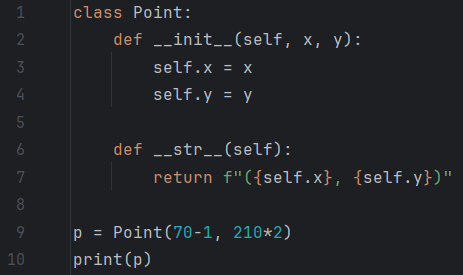 1 class Point:
2     def __init__(self, x, y):
3         self.x = x
4         self.y = y
5
6     def __str__(self):
7         return f"({self.x}, {self.y})"
8
9 p = Point(70-1, 210*2)
10 print(p)